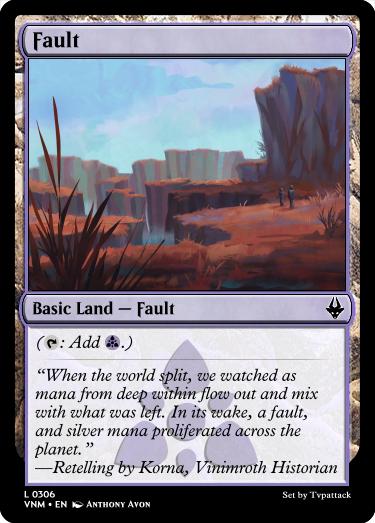 Fault
Basic Land — Fault
(: Add .)
“When the world split, we watched as
mana from deep within flow out and mix
with what was left. In its wake, a fault,
and silver mana proliferated across the
planet.”
—Retelling by Korna, Vinimroth Historian
L 0306
VNM • EN Anthony Avon
Set by Tvpattack